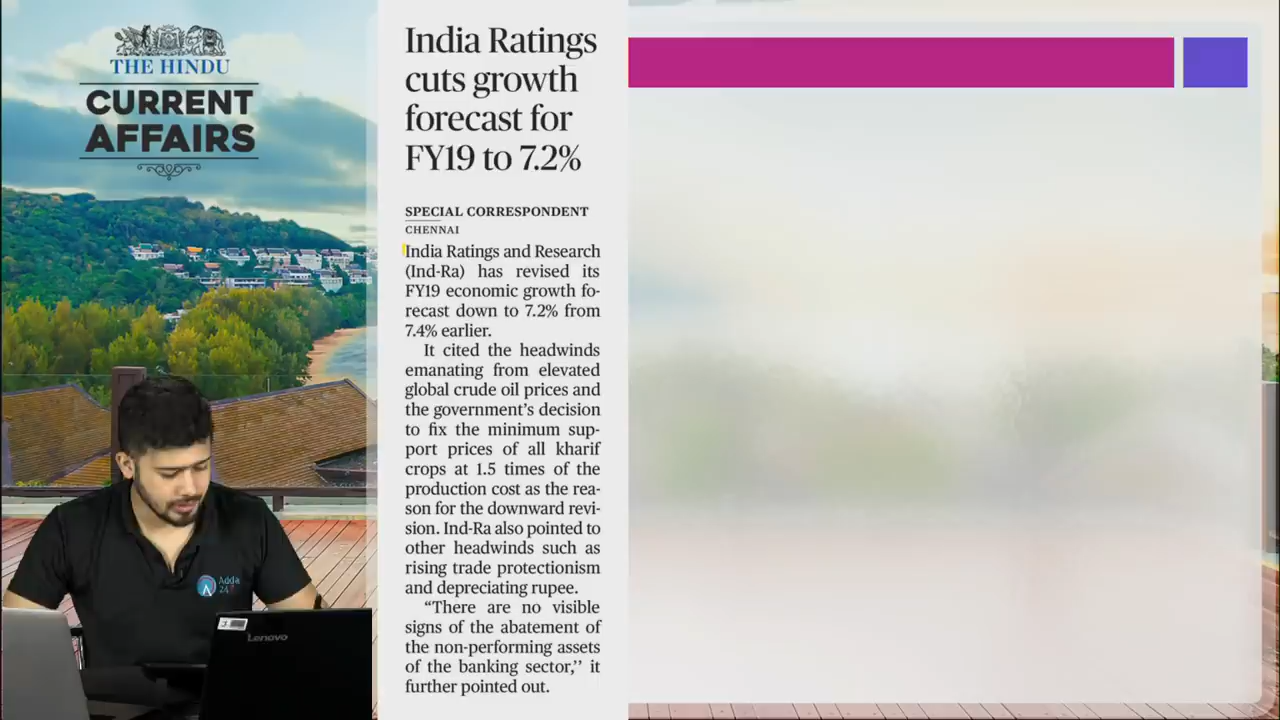 THE HINDU
CURRENT
AFFAIRS
India Ratings
cuts growth
forecast for
FY19 to 7.2%
SPECIAL CORRESPONDENT
CHENNAI
India Ratings and Research
(Ind-Ra) has revised its
FY19 economic growth fo-
recast down to 7.2% from
7.4% earlier.
It cited the headwinds
emanating from elevated
global crude oil prices and
the government's decision
to fix the minimum sup-
port prices of all kharif
crops at 1.5 times of the
production cost as the rea-
son for the downward revi-
sion. Ind-Ra also pointed to
other headwinds such as
rising trade protectionism
and depreciating rupee.
“There are no visible
signs of the abatement of
the non-performing assets
of the banking sector,’’ it
further pointed out.
Adda
247
Lenovo